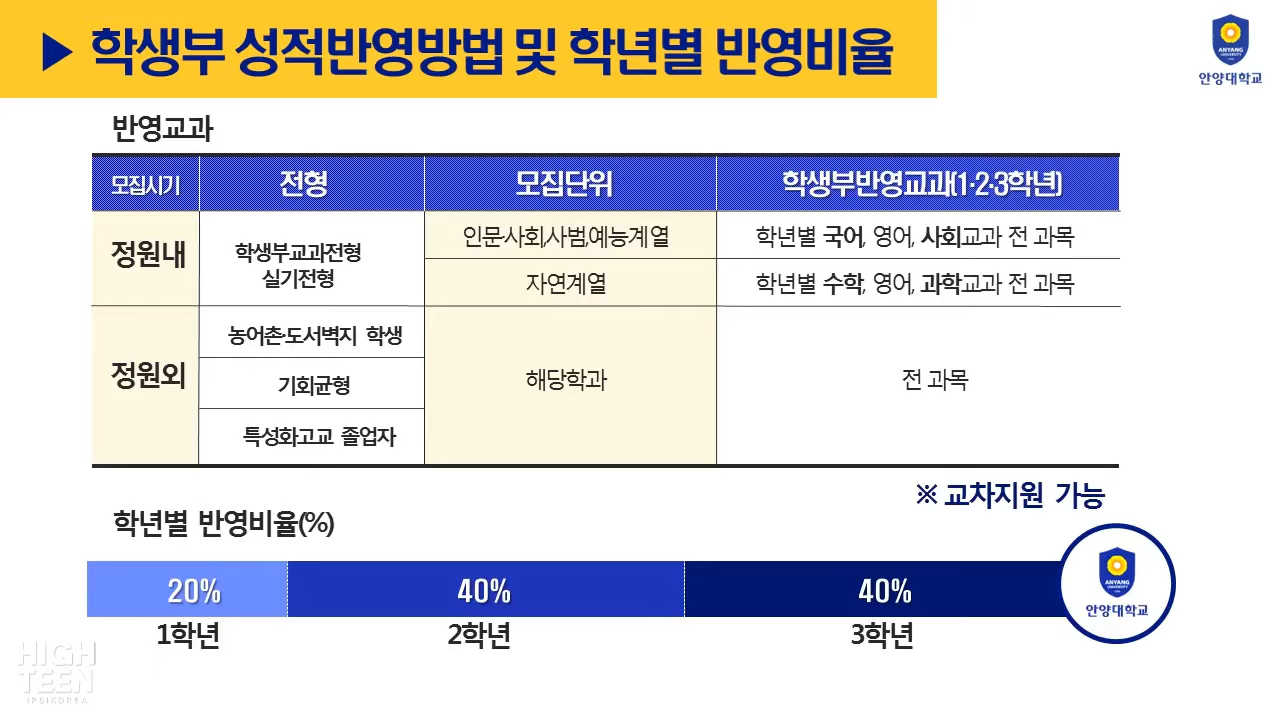 ▶ 학생부 성적반영방법 및 학년별 반영비율
ANYANG
UNIVERSITY
안양대학교
반영교과
모집시기 전형 모집단위 학생부반영교과(1·2·3학년)
정원내 학생부교과전형 실기전형
인문·사회,사범,예능계열 학년별 국어, 영어, 사회교과 전 과목
자연계열 학년별 수학, 영어, 과학교과 전 과목
정원외
농어촌·도서벽지 학생
기회균형
특성화고교 졸업자
해당학과 전 과목
※ 교차지원 가능
학년별 반영비율(%)
20% 40% 40%
1학년 2학년 3학년
ANYANG
UNIVERSITY
안양대학교
HIGH
TEEN
IPSIKOREA